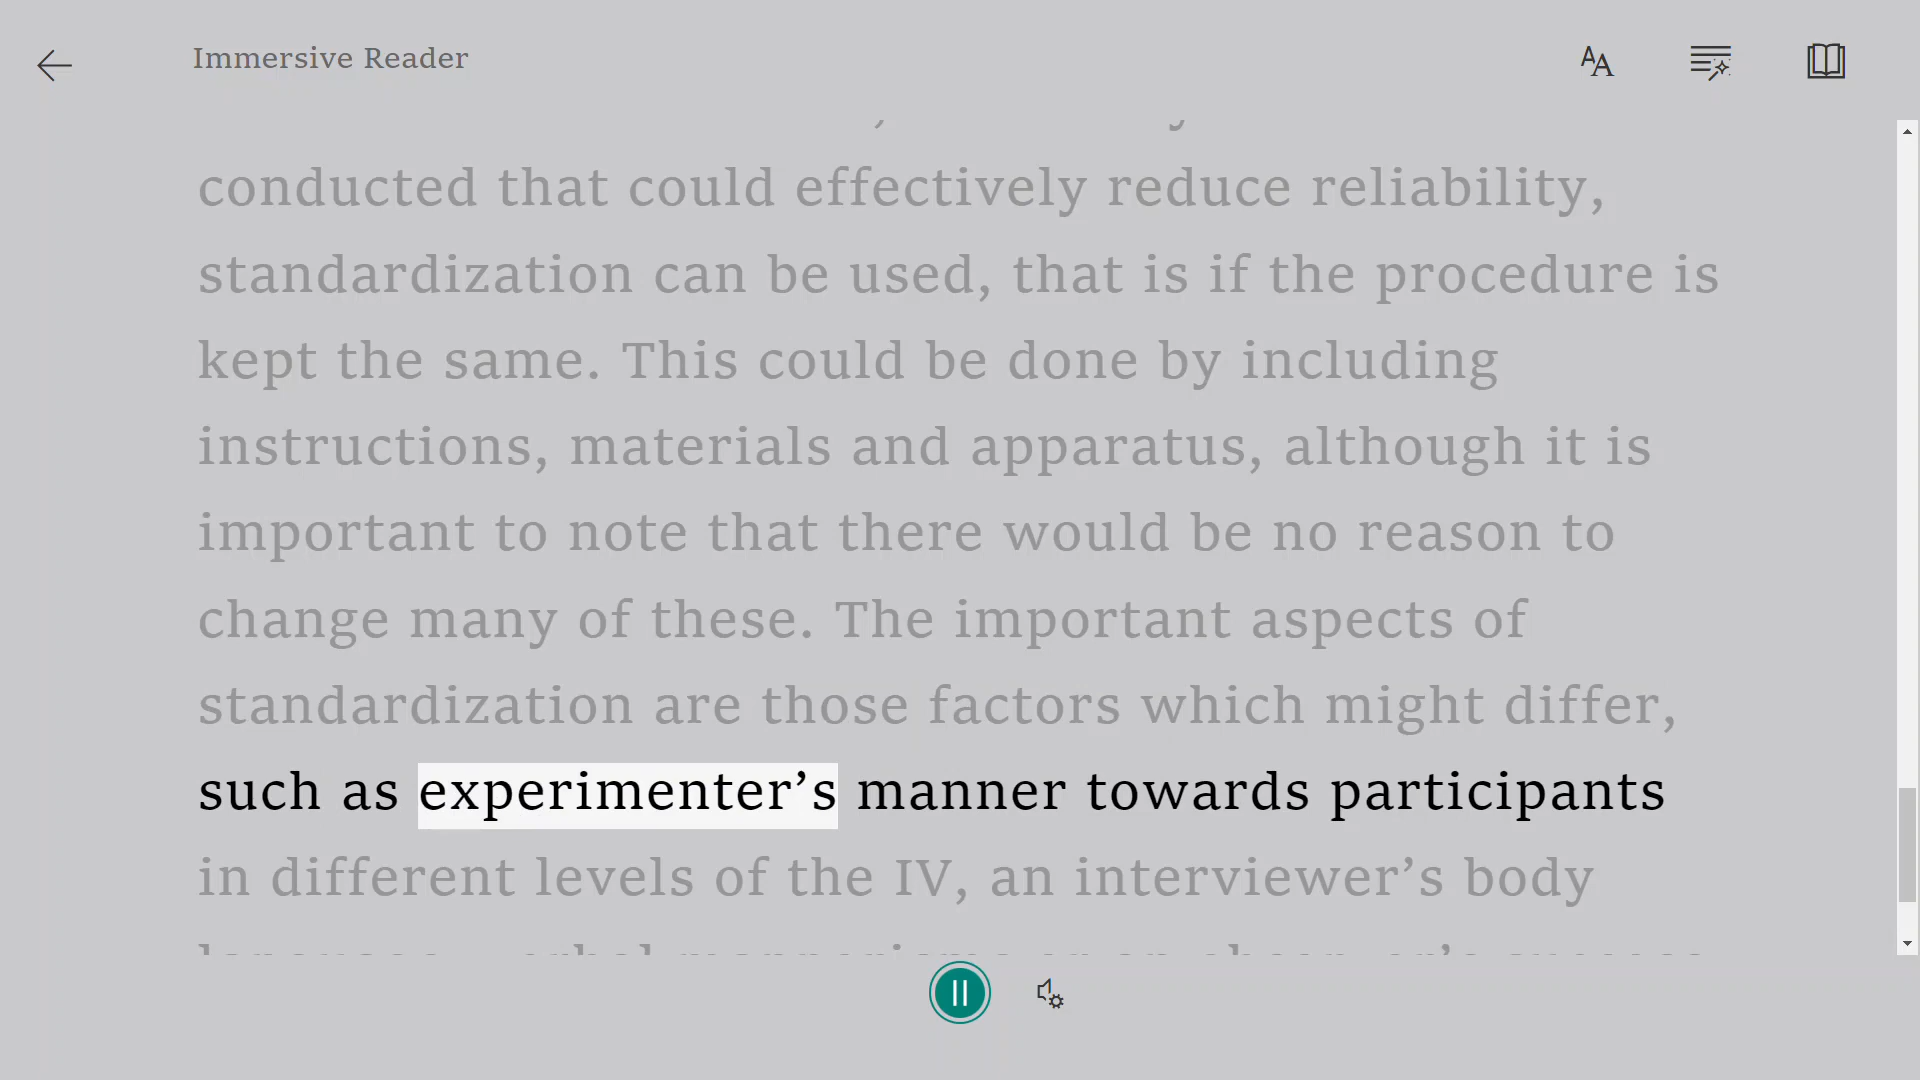 Immersive Reader
conducted that could effectively reduce reliability,
standardization can be used, that is if the procedure is
kept the same. This could be done by including
instructions, materials and apparatus, although it is
important to note that there would be no reason to
change many of these. The important aspects of
standardization are those factors which might differ,
such as experimenter’s manner towards participants
in different levels of the IV, an interviewer’s body